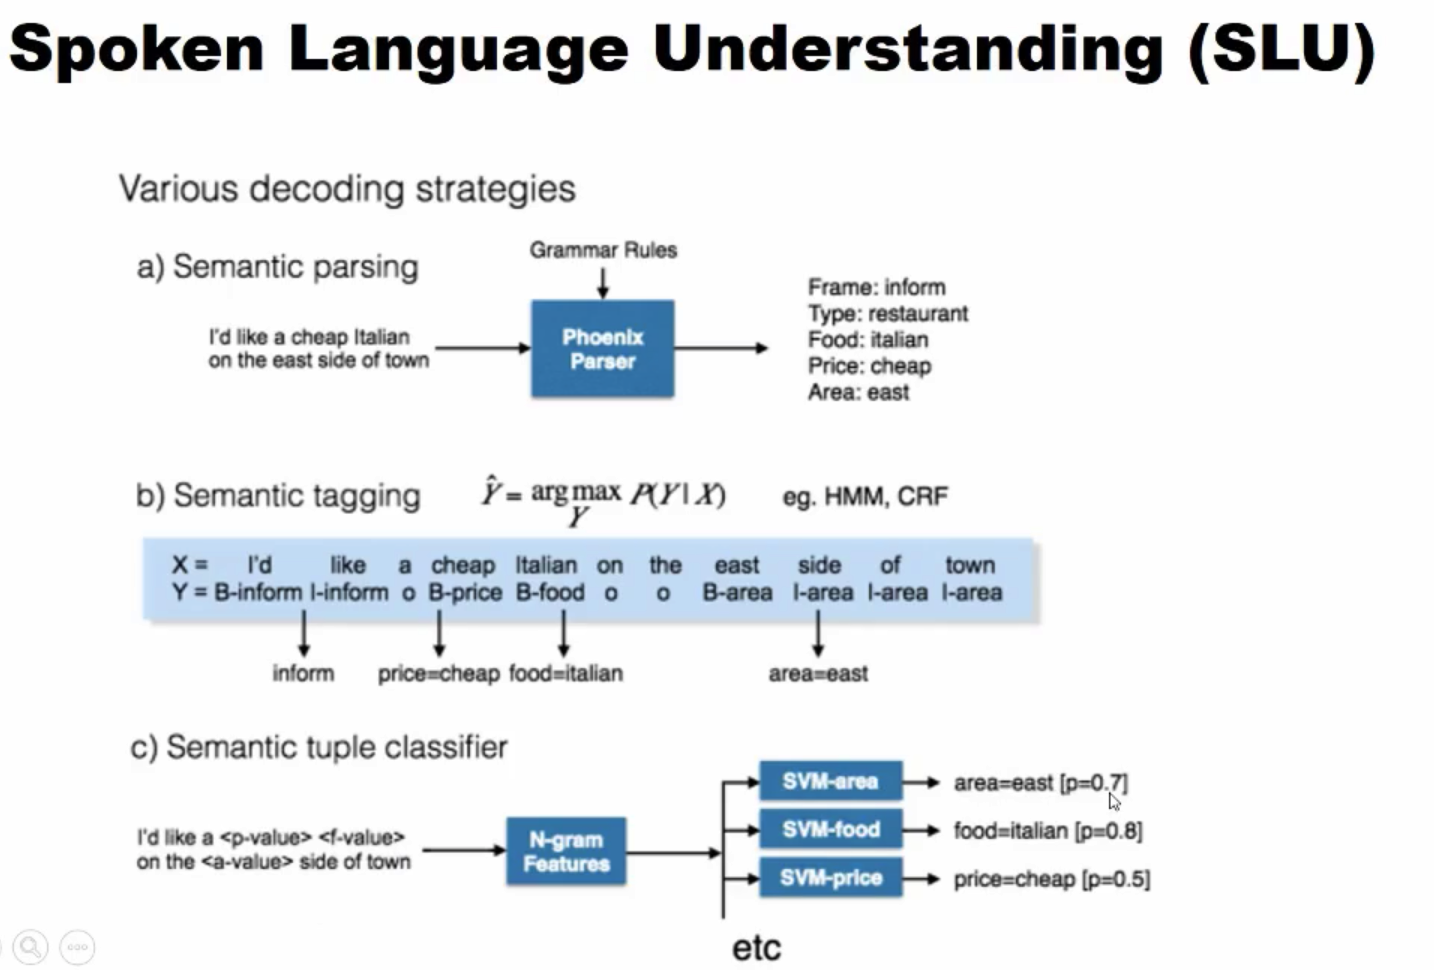 Spoken Language Understanding (SLU)
Various decoding strategies
a) Semantic parsing
Grammar Rules
I'd like a cheap Italian
on the east side of town
Phoenix
Parser
Frame: inform
Type: restaurant
Food: italian
Price: cheap
Area: east
b) Semantic tagging Ŷ = arg max P(Y | X) eg. HMM, CRF
Y
X = I'd like a cheap Italian on the east side of town
Y = B-inform I-inform o B-price B-food o o B-area I-area I-area I-area
inform price=cheap food=italian area=east
c) Semantic tuple classifier
I'd like a <p-value> <f-value>
on the <a-value> side of town
N-gram
Features
SVM-area area=east [p=0.7]
SVM-food food=italian [p=0.8]
SVM-price price=cheap [p=0.5]
etc